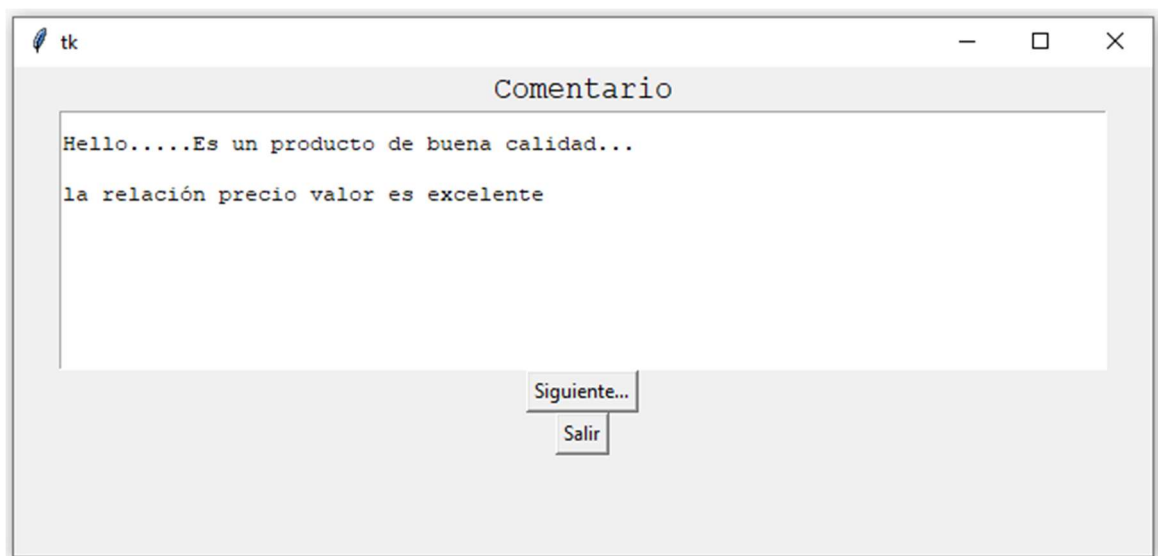 tk
Comentario
Hello.....Es un producto de buena calidad...
la relación precio valor es excelente
Siguiente...
Salir